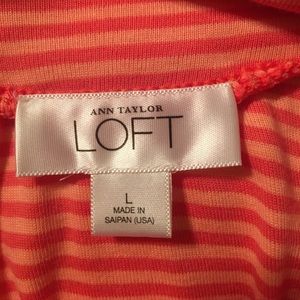 ANN TAYLOR
LOFT
L
MADE IN
SAIPAN (USA)